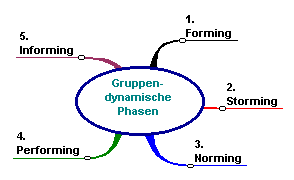 Gruppen-
dynamische
Phasen
1.
Forming
2.
Storming
3.
Norming
4.
Performing
5.
Informing